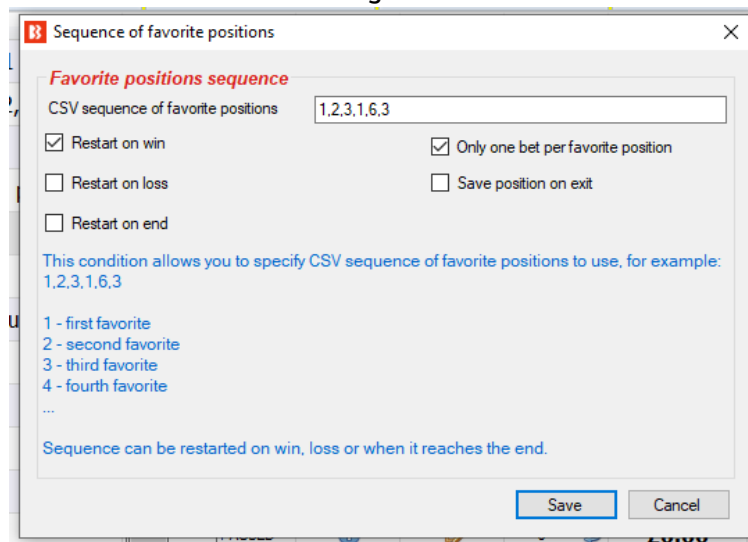 Sequence of favorite positions
Favorite positions sequence
CSV sequence of favorite positions 1,2,3,1,6,3
Restart on win Only one bet per favorite position
Restart on loss Save position on exit
Restart on end
This condition allows you to specify CSV sequence of favorite positions to use, for example:
1,2,3,1,6,3
1 - first favorite
2 - second favorite
3 - third favorite
4 - fourth favorite
...
Sequence can be restarted on win, loss or when it reaches the end.
Save Cancel